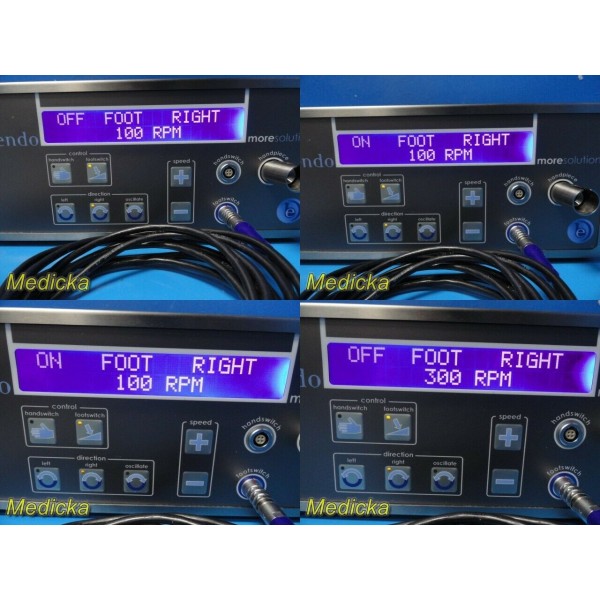 OFF FOOT RIGHT
100 RPM
endo
moresolution
control
handswitch footswitch
speed
handswitch
handpiece
direction
left right oscillate
footswitch
Medicka
ON FOOT RIGHT
100 RPM
ndo
moresolution
control
handswitch footswitch
speed
handswitch
handpiece
direction
left right oscillate
footswitch
Medicka
ON FOOT RIGHT
100 RPM
control
handswitch footswitch
speed
handswitch
direction
left right oscillate
footswitch
Medicka
OFF FOOT RIGHT
300 RPM
do
control
handswitch footswitch
speed
handswitch
direction
left right oscillate
footswitch
Medicka